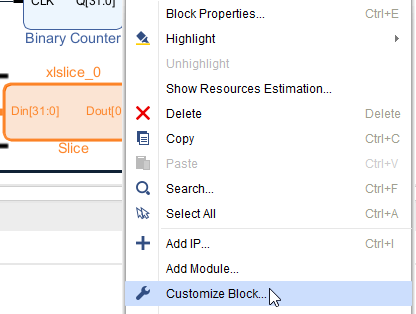 CLK Q[31:0]
Binary Counter
xlslice_0
Din[31:0] Dout[0
Slice
Block Properties... Ctrl+E
Highlight
Unhighlight
Show Resources Estimation...
Delete Delete
Copy Ctrl+C
Paste Ctrl+V
Search... Ctrl+F
Select All Ctrl+A
Add IP... Ctrl+I
Add Module...
Customize Block...